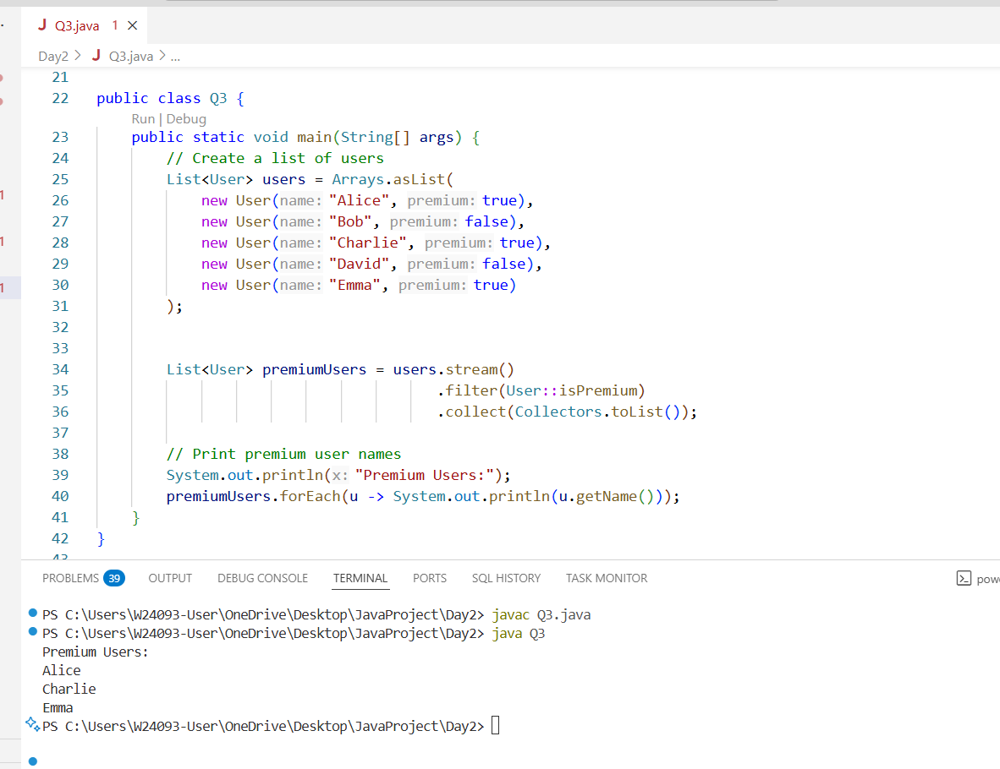 J Q3.java 1 ×
Day2 > J Q3.java > ...
21
22 public class Q3 {
Run | Debug
23 public static void main(String[] args) {
24 // Create a list of users
25 List<User> users = Arrays.asList(
26 new User(name: "Alice", premium: true),
27 new User(name: "Bob", premium: false),
28 new User(name: "Charlie", premium: true),
29 new User(name: "David", premium: false),
30 new User(name: "Emma", premium: true)
31 );
32
33
34 List<User> premiumUsers = users.stream()
35 .filter(User::isPremium)
36 .collect(Collectors.toList());
37
38 // Print premium user names
39 System.out.println(x: "Premium Users:");
40 premiumUsers.forEach(u -> System.out.println(u.getName()));
41 }
42 }
43
PROBLEMS 39 OUTPUT DEBUG CONSOLE TERMINAL PORTS SQL HISTORY TASK MONITOR pow
PS C:\Users\W24093-User\OneDrive\Desktop\JavaProject\Day2> javac Q3.java
PS C:\Users\W24093-User\OneDrive\Desktop\JavaProject\Day2> java Q3
Premium Users:
Alice
Charlie
Emma
PS C:\Users\W24093-User\OneDrive\Desktop\JavaProject\Day2>